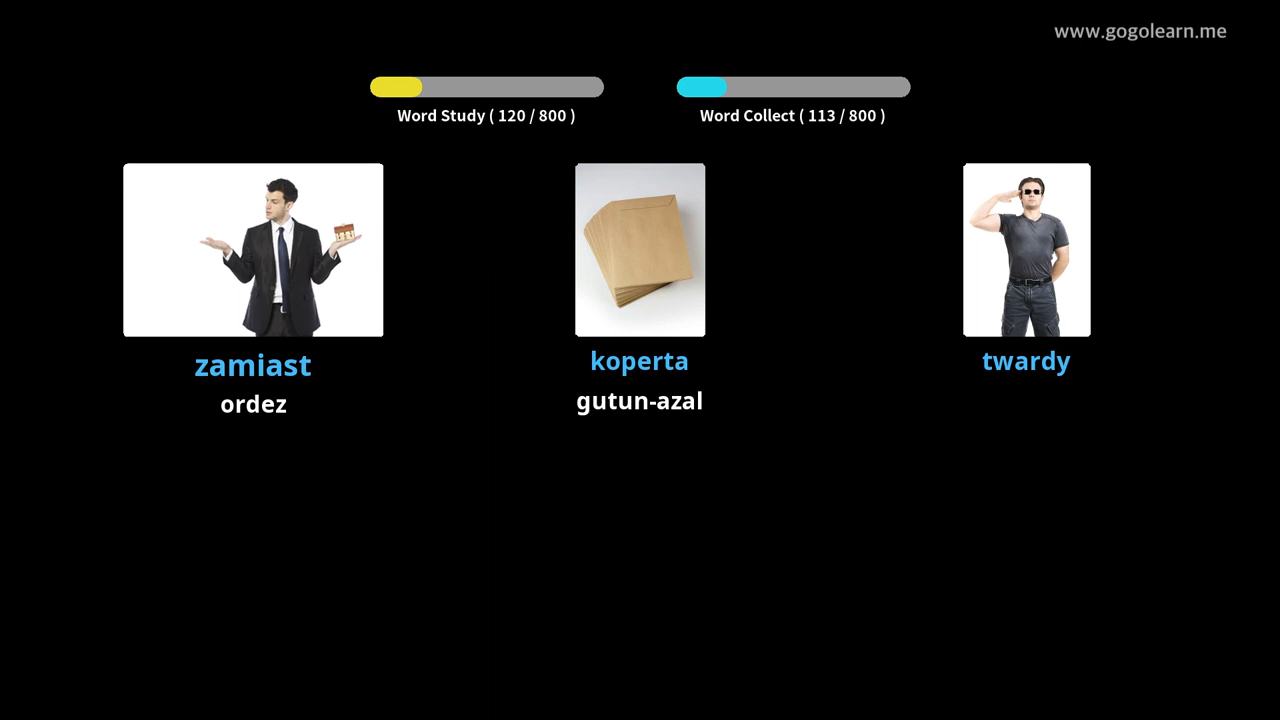 www.gogolearn.me
Word Study ( 120 / 800 )
Word Collect ( 113 / 800 )
zamiast
ordez
koperta
gutun-azal
twardy